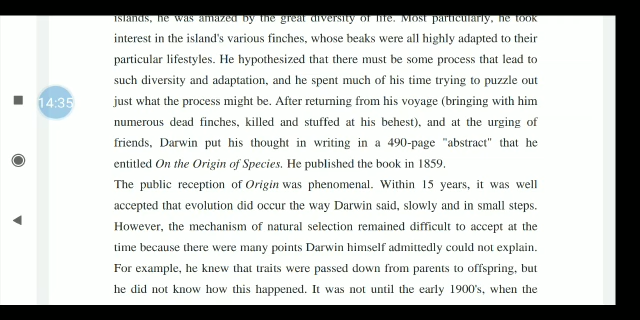 islands, he was amazed by the great diversity of life. Most particularly, he took
interest in the island's various finches, whose beaks were all highly adapted to their
particular lifestyles. He hypothesized that there must be some process that lead to
such diversity and adaptation, and he spent much of his time trying to puzzle out
14:35
just what the process might be. After returning from his voyage (bringing with him
numerous dead finches, killed and stuffed at his behest), and at the urging of
friends, Darwin put his thought in writing in a 490-page "abstract" that he
entitled On the Origin of Species. He published the book in 1859.
The public reception of Origin was phenomenal. Within 15 years, it was well
accepted that evolution did occur the way Darwin said, slowly and in small steps.
However, the mechanism of natural selection remained difficult to accept at the
time because there were many points Darwin himself admittedly could not explain.
For example, he knew that traits were passed down from parents to offspring, but
he did not know how this happened. It was not until the early 1900's, when the